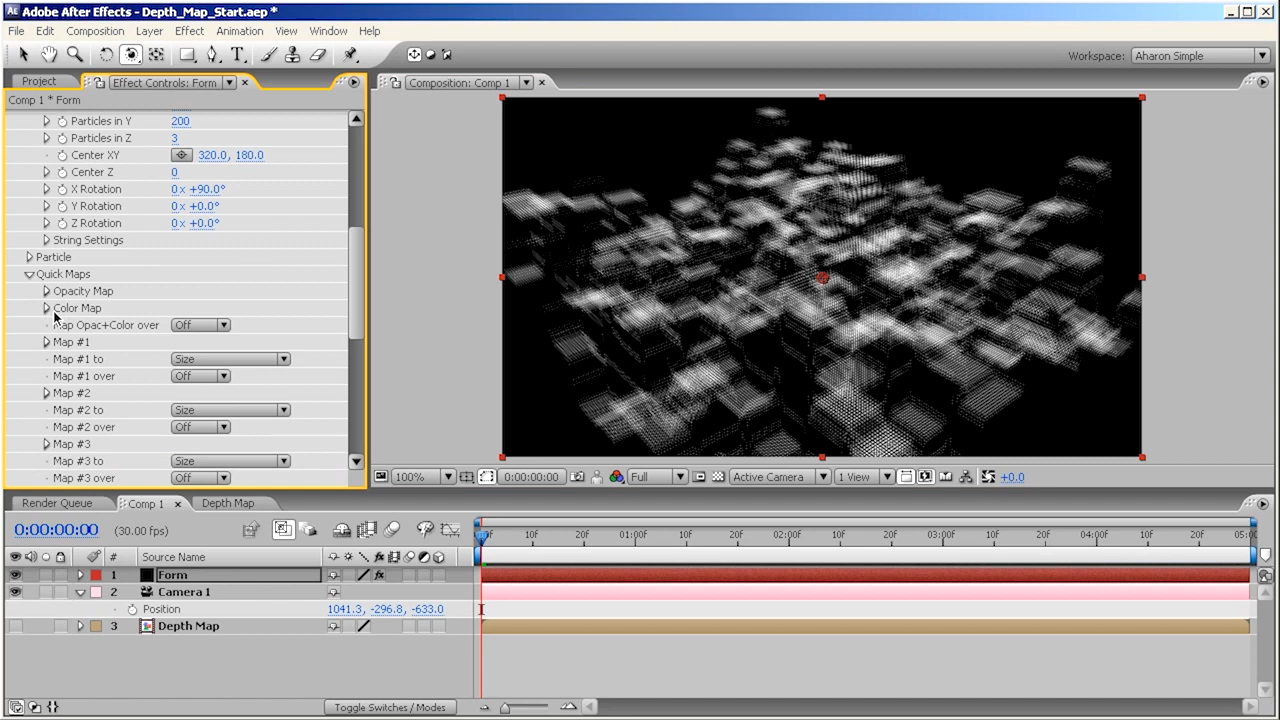 Adobe After Effects - Depth_Map_Start.aep *
File Edit Composition Layer Effect Animation View Window Help
Workspace: Aharon Simple
Project Effect Controls: Form
Composition: Comp 1
Comp 1 * Form
Particles in Y 200
Particles in Z 3
Center XY 320.0, 180.0
Center Z 0
X Rotation 0 x +90.0°
Y Rotation 0 x +0.0°
Z Rotation 0 x +0.0°
String Settings
Particle
Quick Maps
Opacity Map
Color Map
Map Opac+Color over Off
Map #1
Map #1 to Size
Map #1 over Off
Map #2
Map #2 to Size
Map #2 over Off
Map #3
Map #3 to Size
Map #3 over Off
100% 0:00:00:00 Full Active Camera 1 View +0.0
Render Queue Comp 1 Depth Map
0:00:00:00 (30.00 fps)
10F 20F 01:00F 10F 20F 02:00F 10F 20F 03:00F 10F 20F 04:00F 10F 20F 05:00
# Source Name
1 Form
2 Camera 1
Position 1041.3, -296.8, -633.0
3 Depth Map
Toggle Switches / Modes